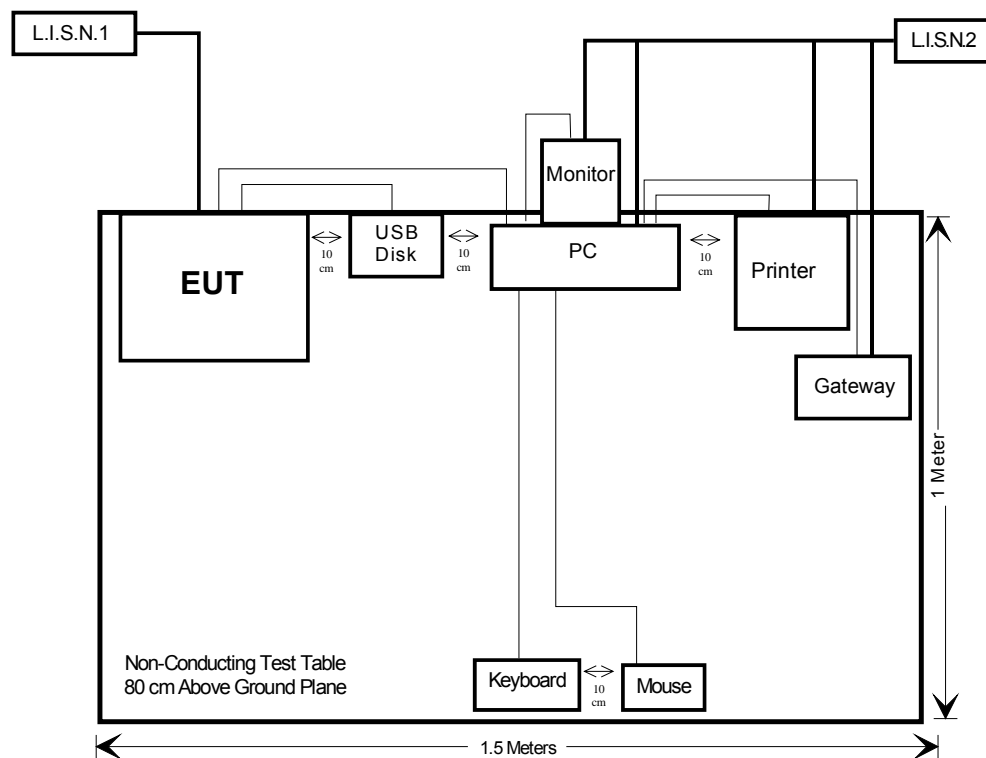 L.I.S.N.1
L.I.S.N.2
Monitor
USB
Disk
PC
EUT
10
cm
10
cm
10
cm
Printer
Gateway
1 Meter
Non-Conducting Test Table
80 cm Above Ground Plane
Keyboard
10
cm
Mouse
1.5 Meters